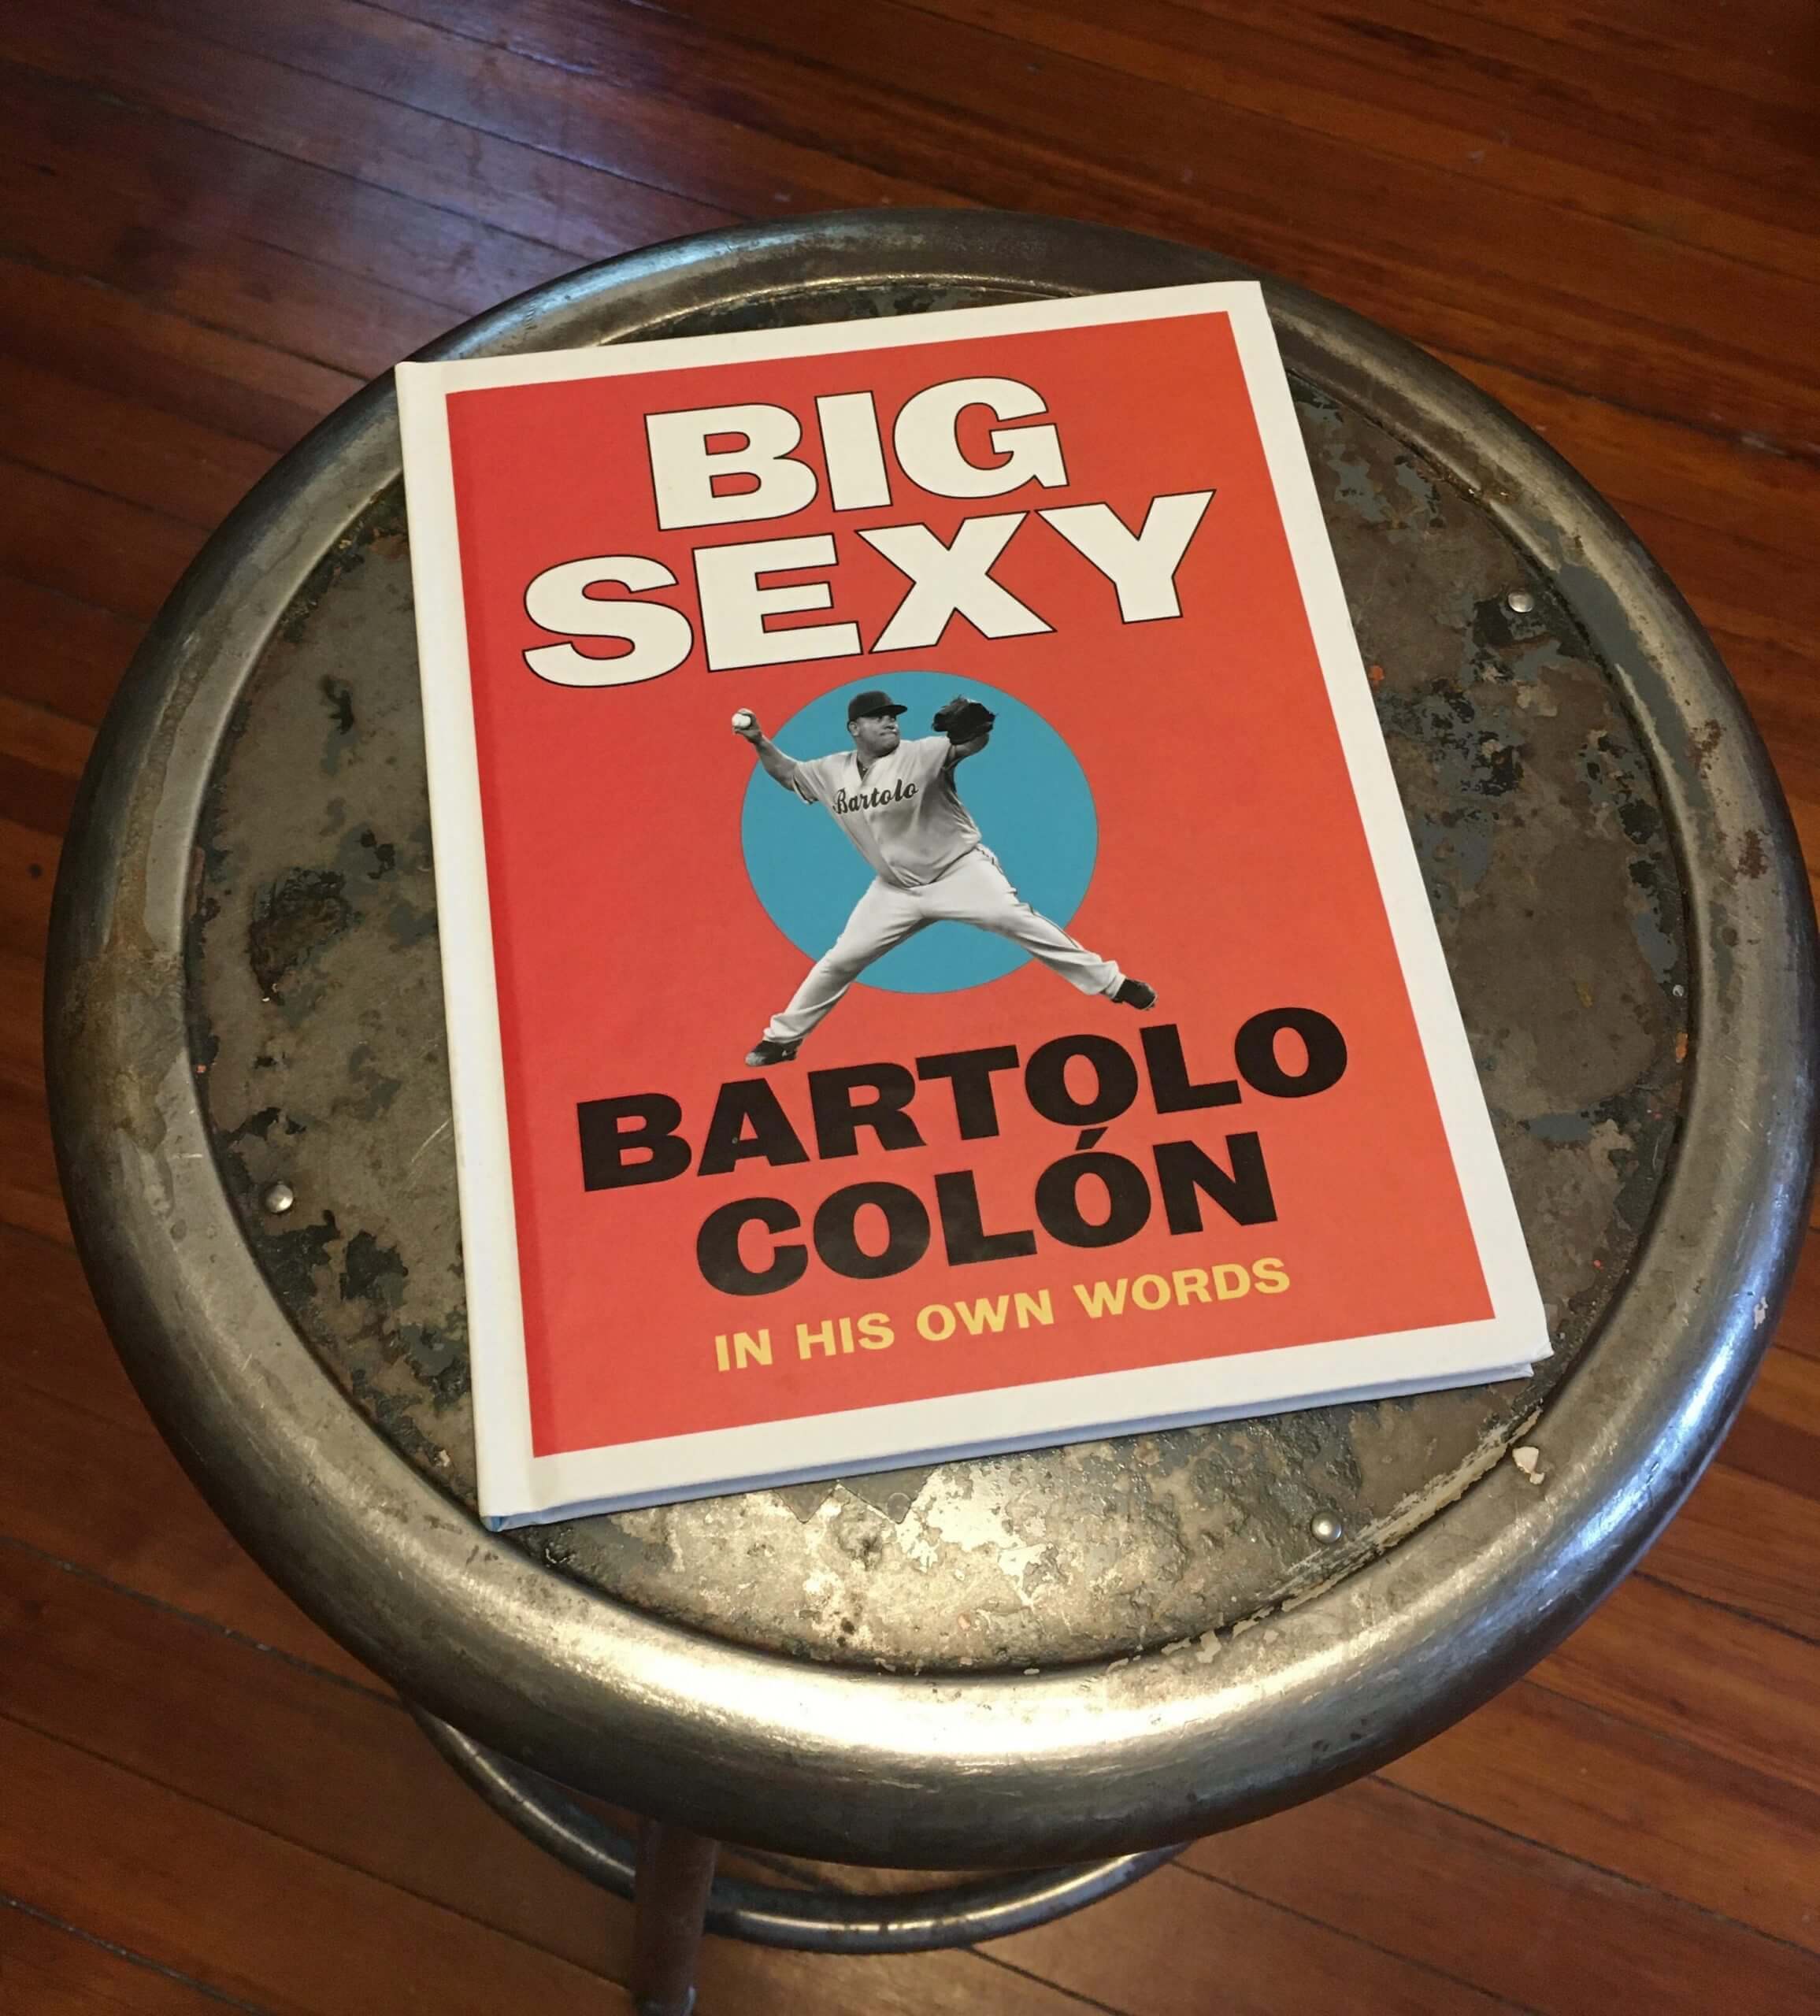 BIG
SEXY
Bartolo
BARTOLO
COLÓN
IN HIS OWN WORDS